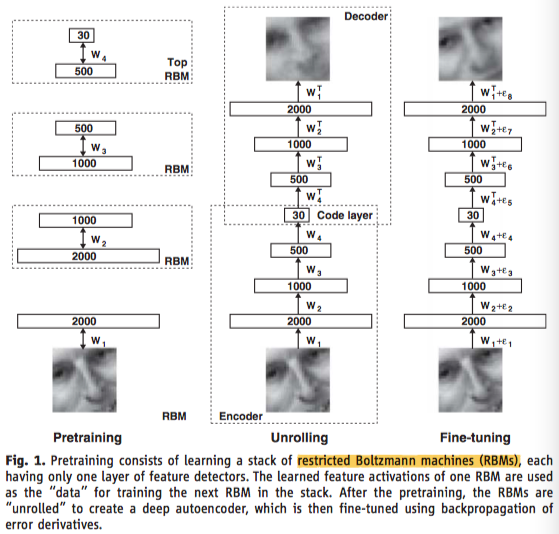 30
W4
500
Top
RBM
500
W3
1000
RBM
1000
W2
2000
RBM
2000
W1
RBM
Pretraining
Decoder
W1T
2000
W2T
1000
W3T
500
W4T
30
Code layer
W4
500
W3
1000
W2
2000
W1
Encoder
Unrolling
W1T+ε8
2000
W2T+ε7
1000
W3T+ε6
500
W4T+ε5
30
W4+ε4
500
W3+ε3
1000
W2+ε2
2000
W1+ε1
Fine-tuning
Fig. 1. Pretraining consists of learning a stack of restricted Boltzmann machines (RBMs), each
having only one layer of feature detectors. The learned feature activations of one RBM are used
as the “data” for training the next RBM in the stack. After the pretraining, the RBMs are
“unrolled” to create a deep autoencoder, which is then fine-tuned using backpropagation of
error derivatives.